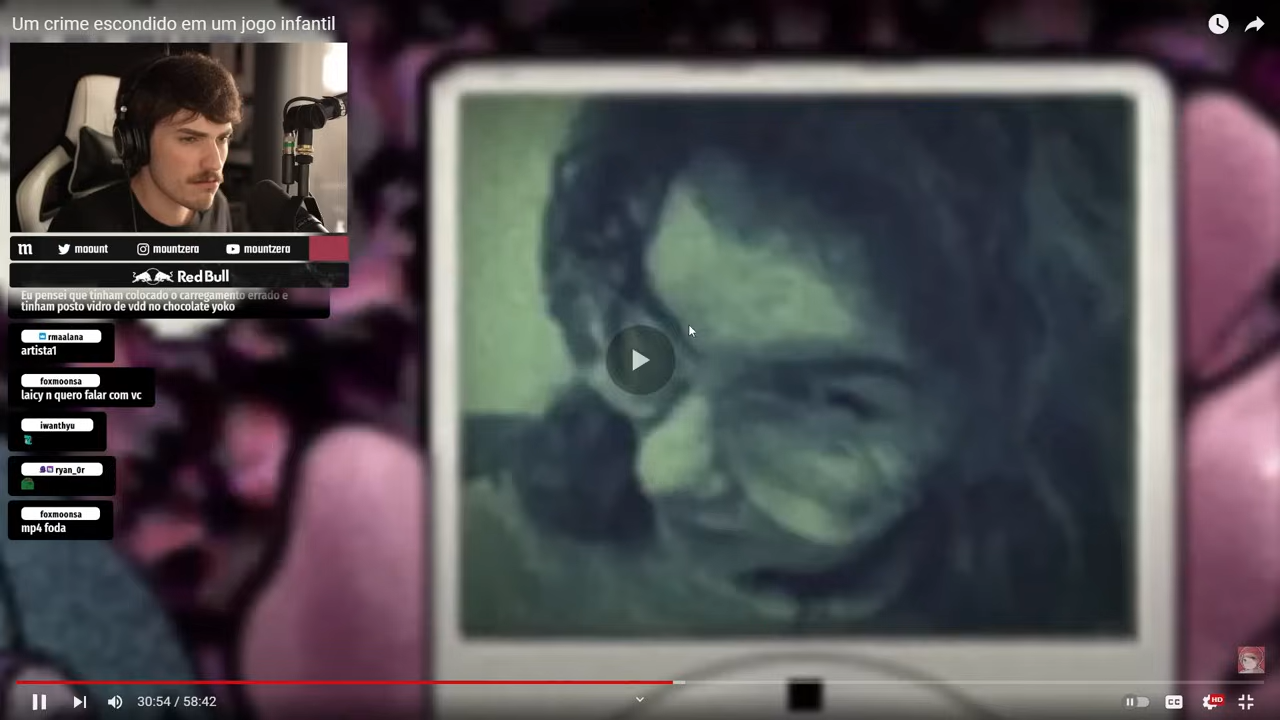 Um crime escondido em um jogo infantil
m moount mountzera mountzera
Red Bull
Eu pensei que tinham colocado o carregamento errado e
tinham posto vidro de vdd no chocolate yoko
rmaalana
artista1
foxmoonsa
laicy n quero falar com vc
iwanthyu
ryan_0r
foxmoonsa
mp4 foda
30:54 / 58:42
CC
HD